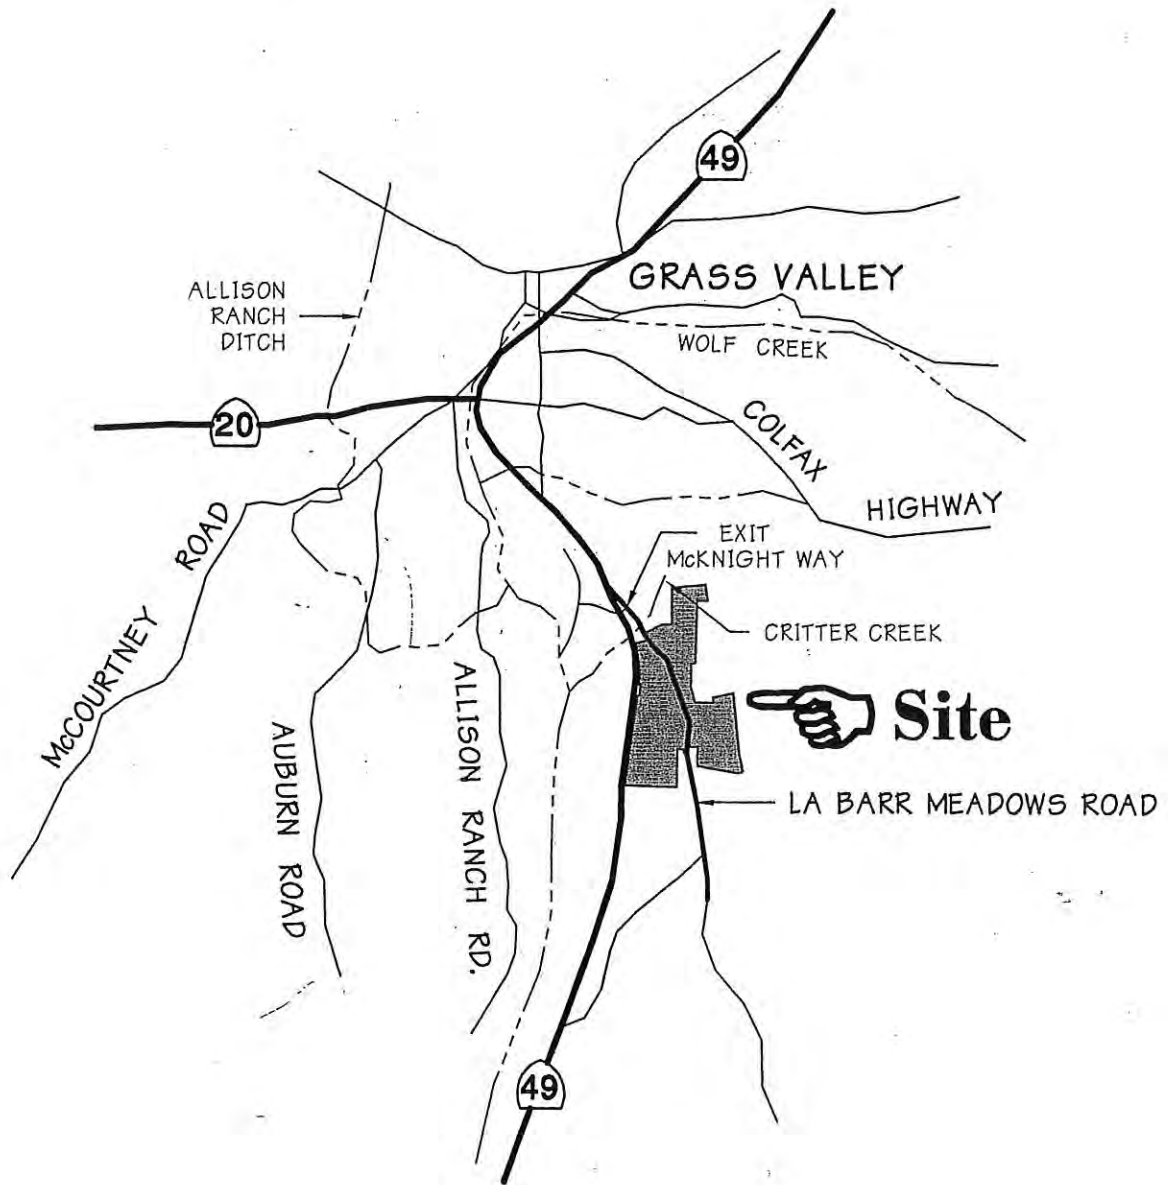 49
GRASS VALLEY
ALLISON
RANCH
DITCH
WOLF CREEK
20
COLFAX
HIGHWAY
McCOURTNEY ROAD
EXIT
McKNIGHT WAY
CRITTER CREEK
Site
AUBURN ROAD
ALLISON RANCH RD.
LA BARR MEADOWS ROAD
49